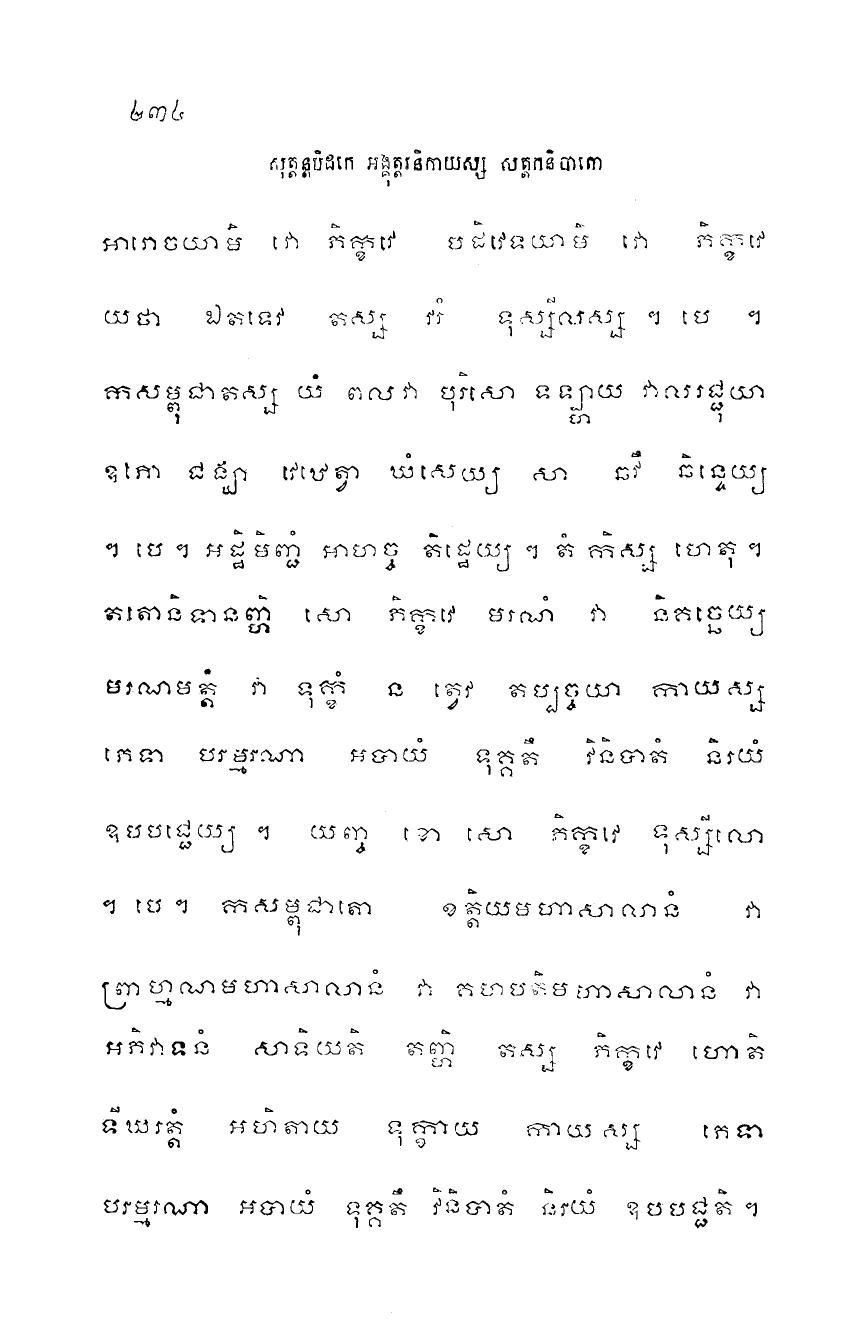 ២៣៤
សុត្តន្តបិដកេ អង្គុត្តរនិកាយស្ស សត្តកនិបាតោ
អារោចយាមិ វោ ភិក្ខវេ បដិវេទយាមិ វោ ភិក្ខវេ
យថា ឯតទេវ តស្ស វរំ ទុស្សីលស្ស ។ បេ ។
កសម្ពុជាតស្ស យំ ពលវា បុរិសោ ទឡ្ហាយ វាលរជ្ជុយា
ឧភោ ជង្ឃា វេឋេត្វា ឃំសេយ្យ សា ឆវឹ ឆិន្ទេយ្យ
។ បេ ។ អដ្ឋិមិញ្ជំ អាហច្ច តិដ្ឋេយ្យ ។ តំ កិស្ស ហេតុ ។
តតោនិទានញ្ហិ សោ ភិក្ខវេ មរណំ វា និគច្ឆេយ្យ
មរណមត្តំ វា ទុក្ខំ ន ត្វេវ តប្បច្ចយា កាយស្ស
ភេទា បរម្មរណា អបាយំ ទុគ្គតឹ វិនិបាតំ និរយំ
ឧបបជ្ជេយ្យ ។ យញ្ច ខោ សោ ភិក្ខវេ ទុស្សីលោ
។ បេ ។ កសម្ពុជាតោ ខត្តិយមហាសាលានំ វា
ព្រាហ្មណមហាសាលានំ វា គហបតិមហាសាលានំ វា
អភិវាទនំ សាទិយតិ តញ្ហិ តស្ស ភិក្ខវេ ហោតិ
ទីឃរត្តំ អហិតាយ ទុក្ខាយ កាយស្ស ភេទា
បរម្មរណា អបាយំ ទុគ្គតឹ វិនិបាតំ និរយំ ឧបបជ្ជតិ ។